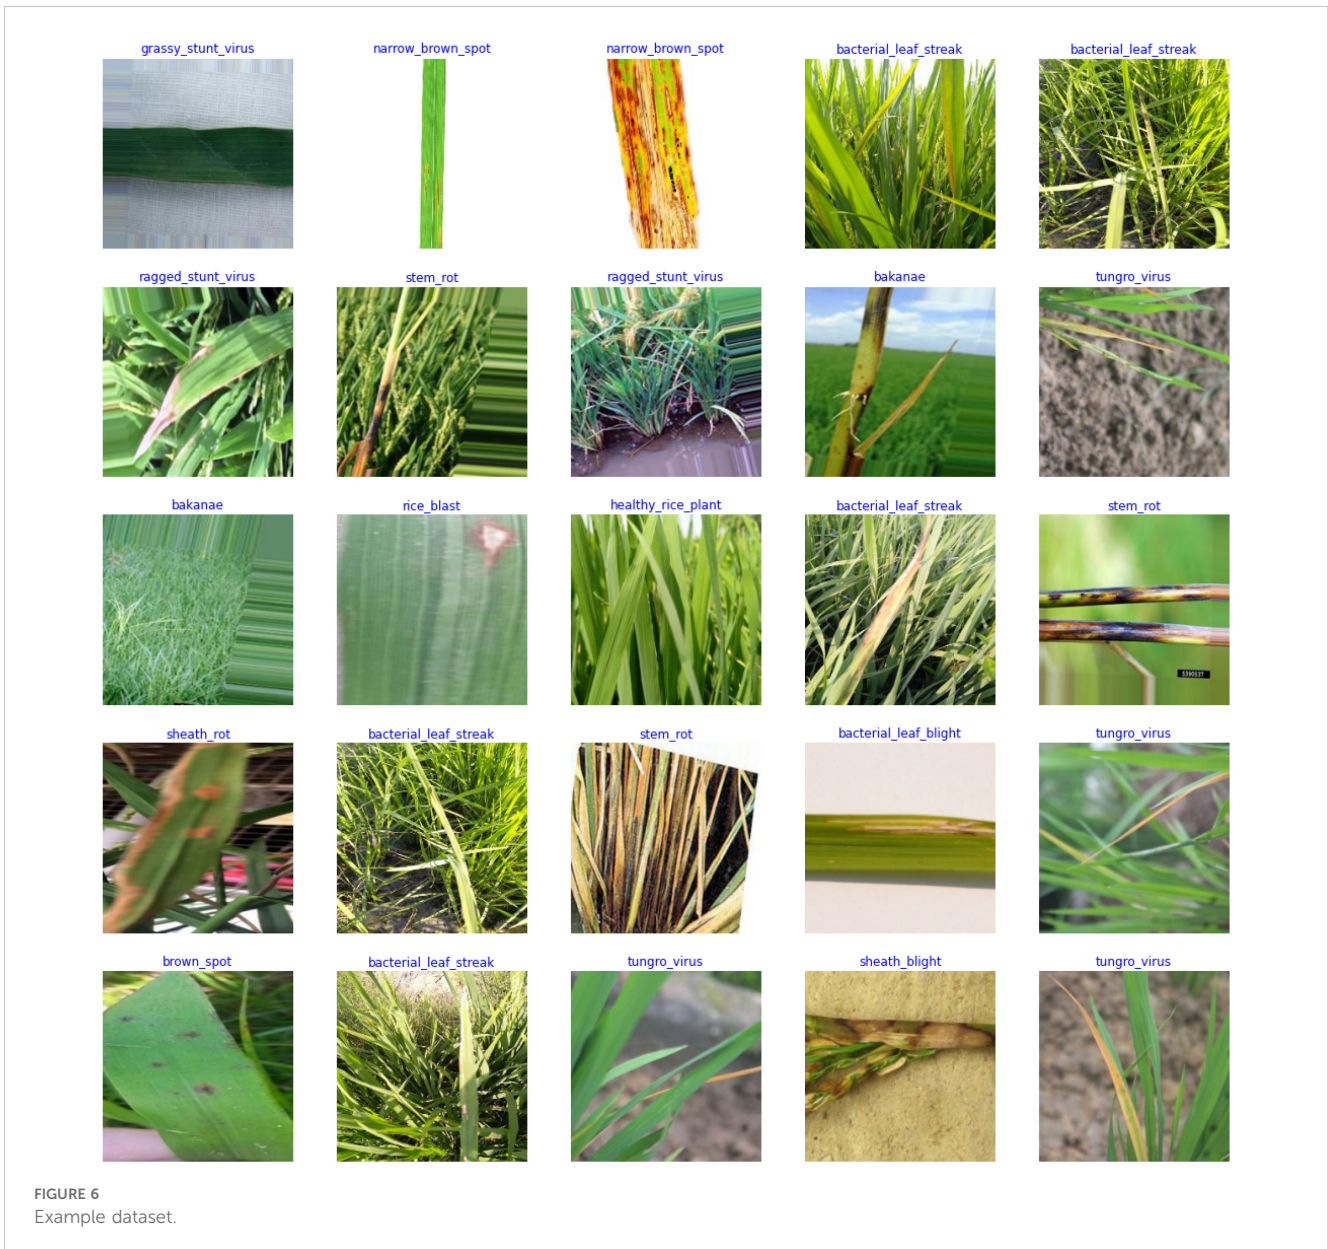 grassy_stunt_virus
narrow_brown_spot
narrow_brown_spot
bacterial_leaf_streak
bacterial_leaf_streak
ragged_stunt_virus
stem_rot
ragged_stunt_virus
bakanae
tungro_virus
bakanae
rice_blast
healthy_rice_plant
bacterial_leaf_streak
stem_rot
5390537
sheath_rot
bacterial_leaf_streak
stem_rot
bacterial_leaf_blight
tungro_virus
brown_spot
bacterial_leaf_streak
tungro_virus
sheath_blight
tungro_virus
FIGURE 6
Example dataset.